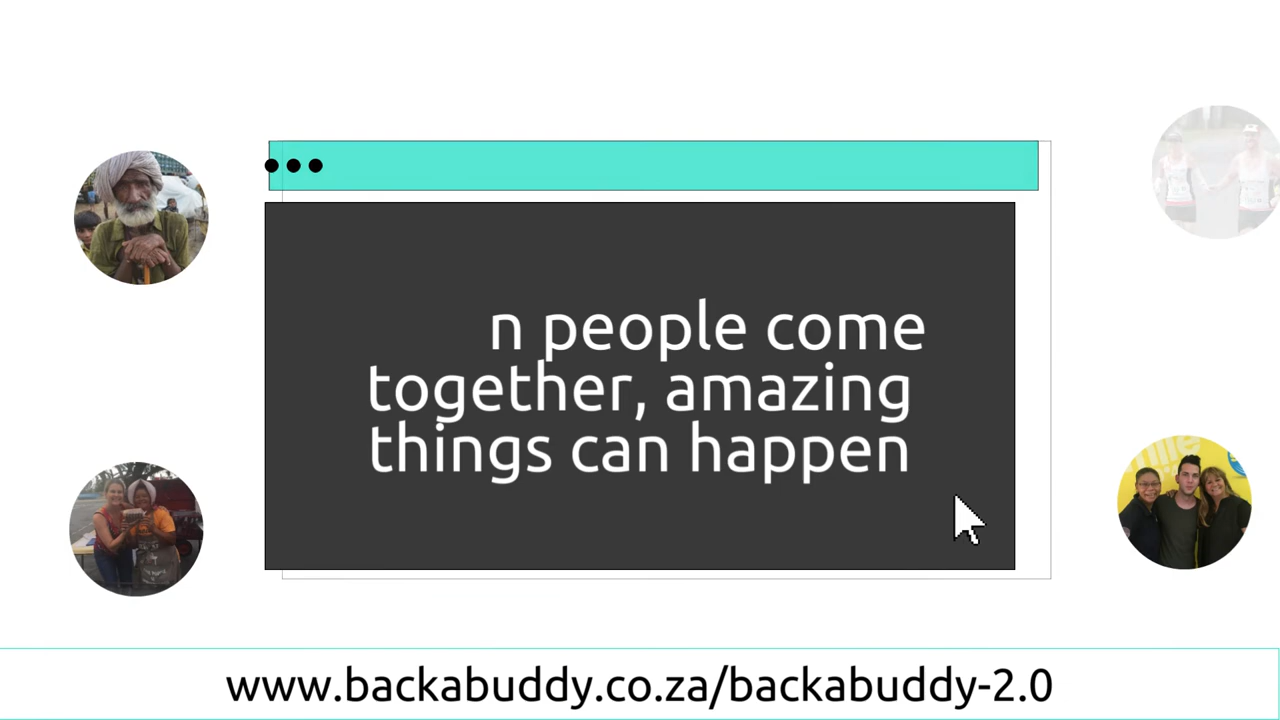 n people come
together, amazing
things can happen
www.backabuddy.co.za/backabuddy-2.0